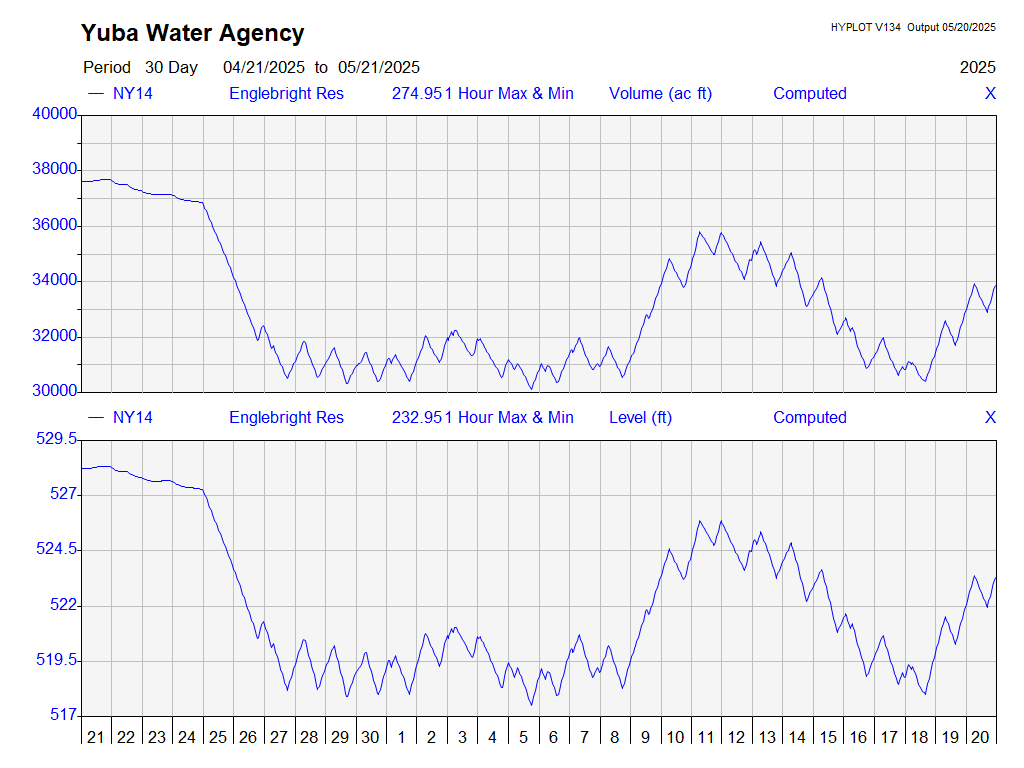 Yuba Water Agency
HYPLOT V134 Output 05/20/2025
Period 30 Day 04/21/2025 to 05/21/2025 2025
NY14 Englebright Res 274.951 Hour Max & Min Volume (ac ft) Computed X
40000
38000
36000
34000
32000
30000
NY14 Englebright Res 232.951 Hour Max & Min Level (ft) Computed X
529.5
527
524.5
522
519.5
517
21 22 23 24 25 26 27 28 29 30 1 2 3 4 5 6 7 8 9 10 11 12 13 14 15 16 17 18 19 20